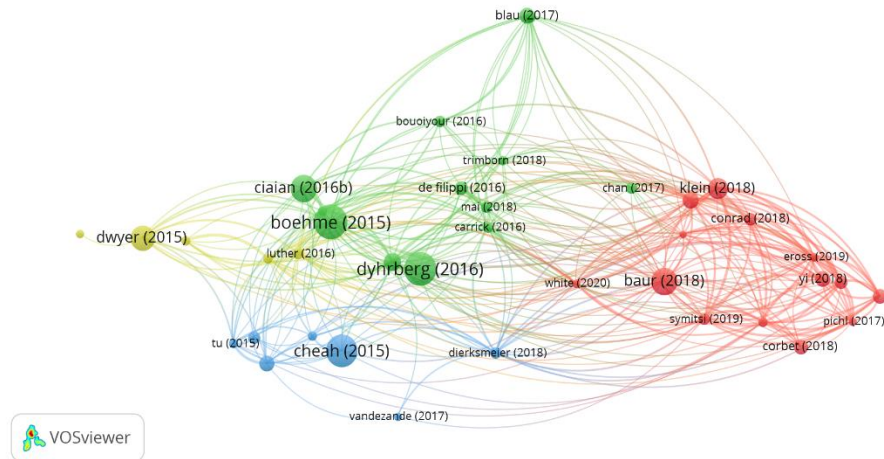 blau (2017)
bouoiyour (2016)
trimborn (2018)
ciaian (2016b)
de filippi (2016)
chan (2017)
klein (2018)
mai (2018)
boehme (2015)
conrad (2018)
carrick (2016)
dwyer (2015)
luther (2016)
eross (2019)
dyhrberg (2016)
yi (2018)
white (2020)
baur (2018)
symitsi (2019)
pichl (2017)
tu (2015)
cheah (2015)
dierksmeier (2018)
corbet (2018)
vandezande (2017)
VOSviewer